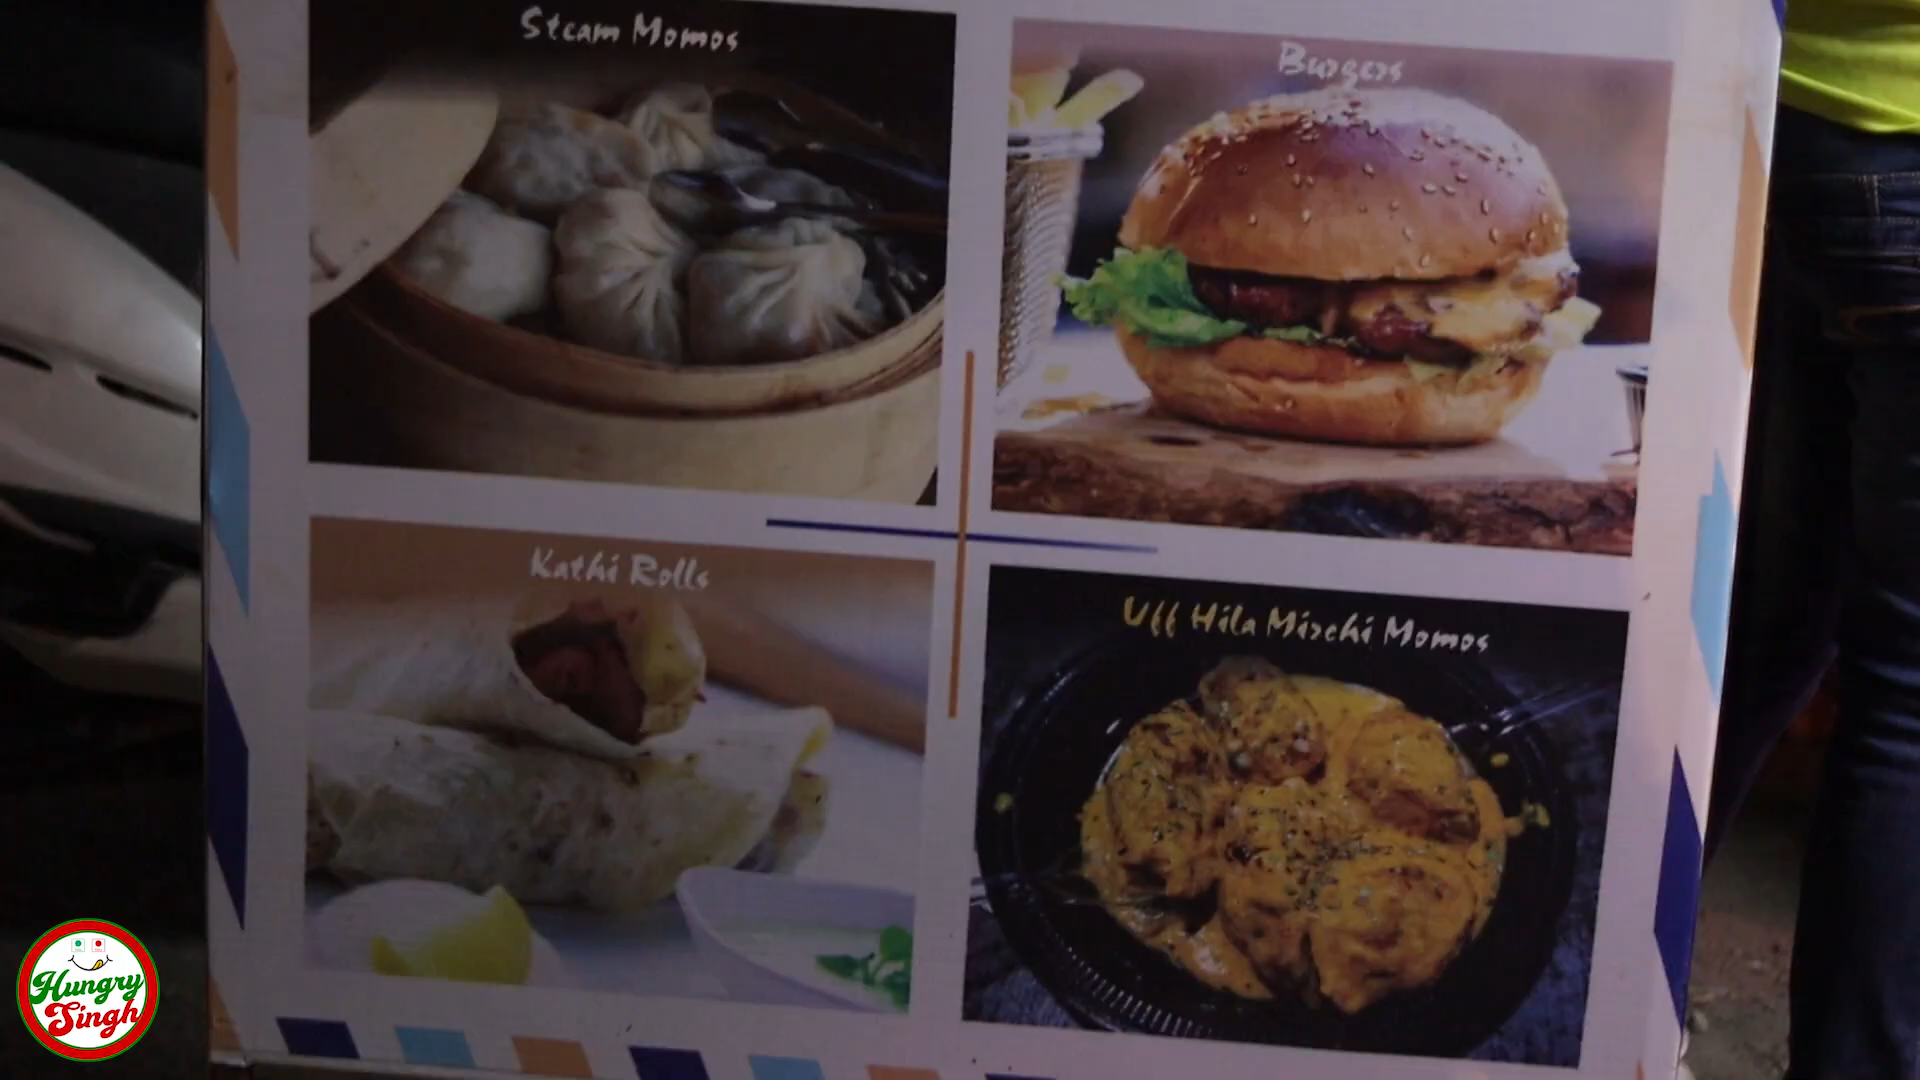 Steam Momos
Burgers
Kathi Rolls
Uff Hila Mirchi Momos
Hungry
Singh